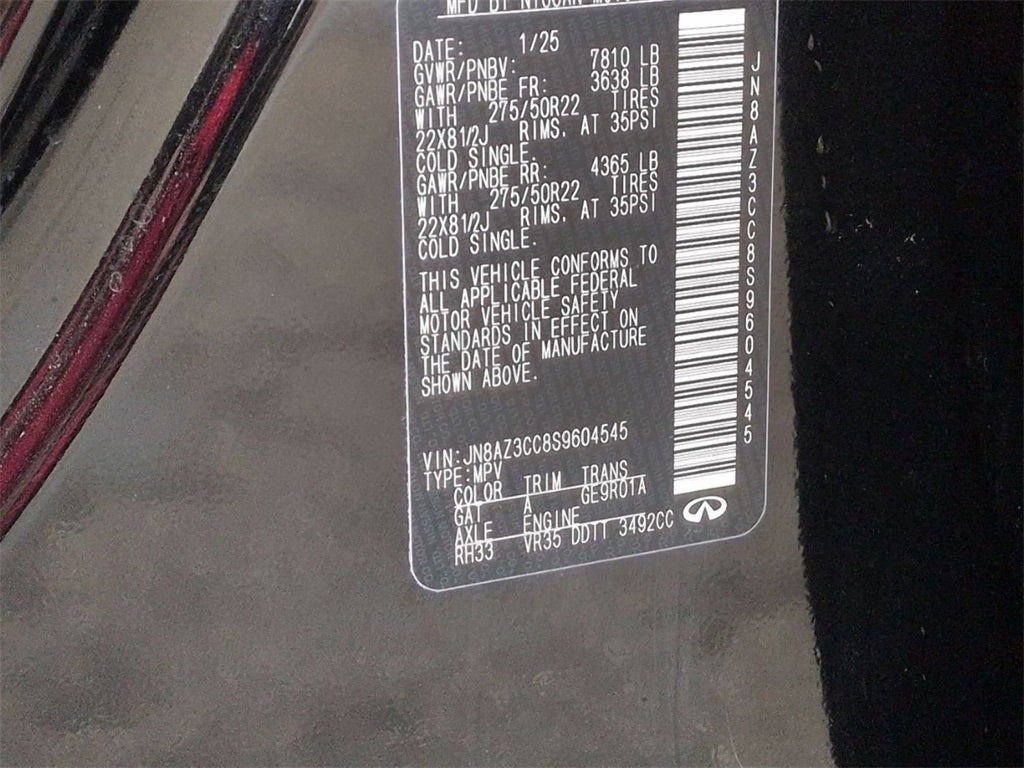 MFD BY NISSAN
DATE: 1/25
GVWR/PNBV: 7810 LB
GAWR/PNBE FR: 3638 LB
WITH 275/50R22 TIRES
22X81/2J RIMS, AT 35PSI
COLD SINGLE.
GAWR/PNBE RR: 4365 LB
WITH 275/50R22 TIRES
22X81/2J RIMS, AT 35PSI
COLD SINGLE.
THIS VEHICLE CONFORMS TO
ALL APPLICABLE FEDERAL
MOTOR VEHICLE SAFETY
STANDARDS IN EFFECT ON
THE DATE OF MANUFACTURE
SHOWN ABOVE.
VIN:JN8AZ3CC8S9604545
TYPE:MPV
COLOR TRIM TRANS
GAT A GE9R01A
AXLE ENGINE
RH33 VR35 DDTT 3492CC
JN8AZ3CC8S9604545